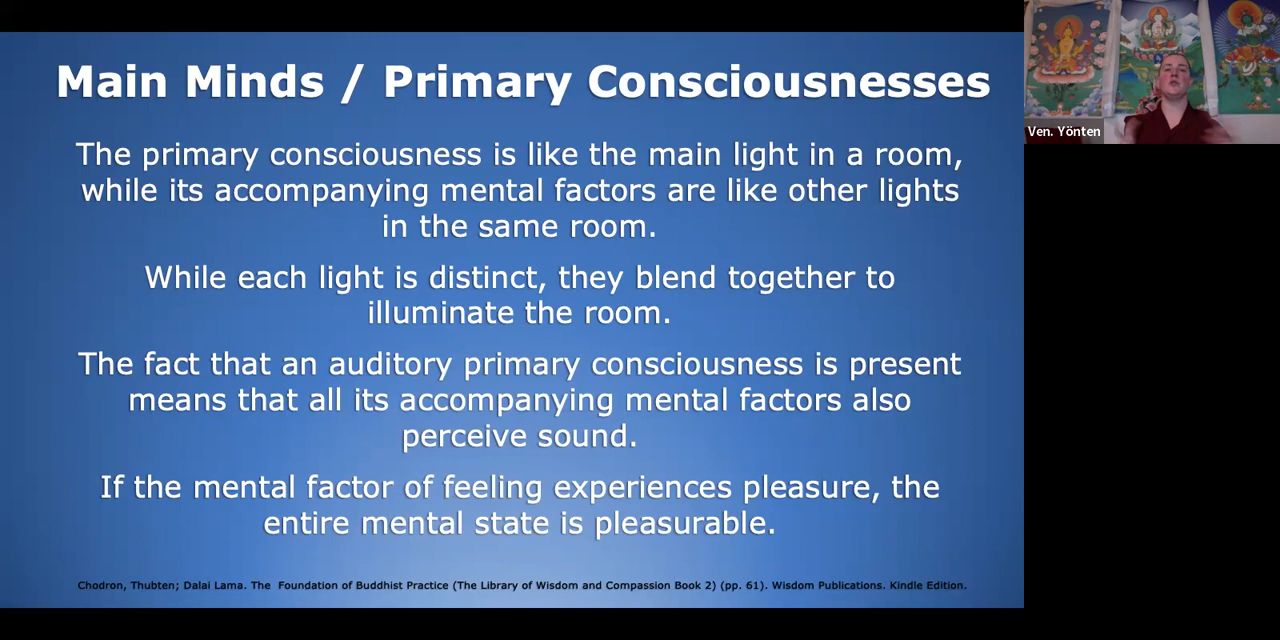 Main Minds / Primary Consciousnesses
The primary consciousness is like the main light in a room,
while its accompanying mental factors are like other lights
in the same room.
While each light is distinct, they blend together to
illuminate the room.
The fact that an auditory primary consciousness is present
means that all its accompanying mental factors also
perceive sound.
If the mental factor of feeling experiences pleasure, the
entire mental state is pleasurable.
Chodron, Thubten; Dalai Lama. The  Foundation of Buddhist Practice (The Library of Wisdom and Compassion Book 2) (pp. 61). Wisdom Publications. Kindle Edition.
Ven. Yönten